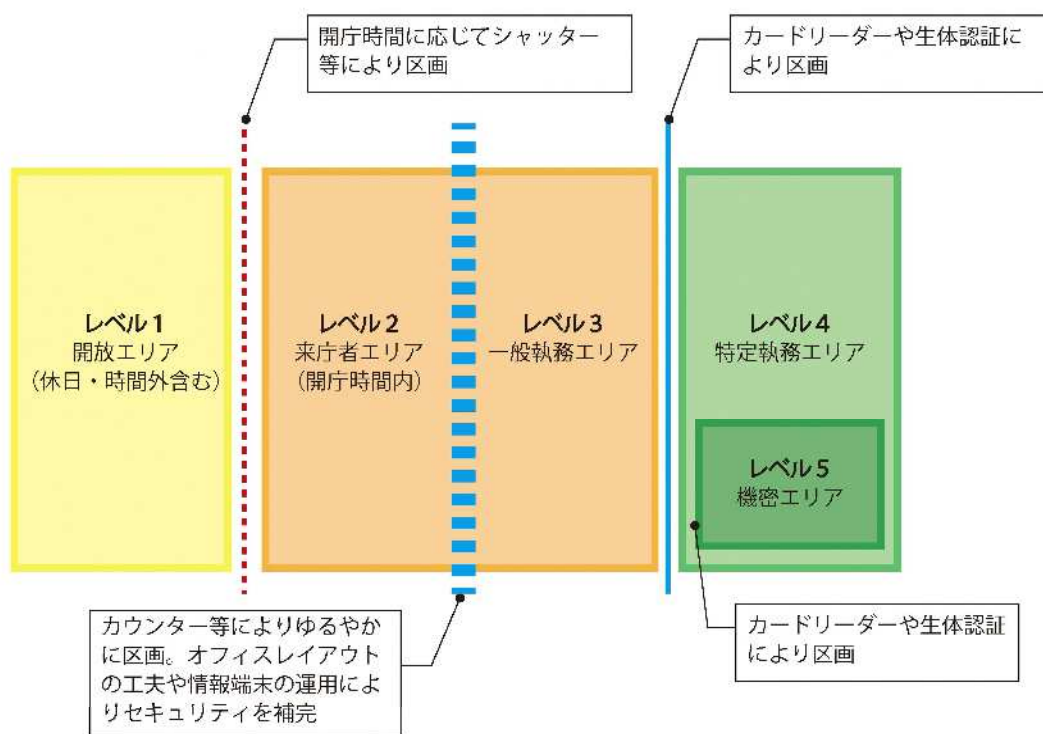 開庁時間に応じてシャッター
等により区画
カードリーダーや生体認証に
より区画
レベル1
開放エリア
（休日・時間外含む）
レベル2
来庁者エリア
（開庁時間内）
レベル3
一般執務エリア
レベル4
特定執務エリア
レベル5
機密エリア
カウンター等によりゆるやか
に区画。オフィスレイアウト
の工夫や情報端末の運用によ
りセキュリティを補完
カードリーダーや生体認証
により区画